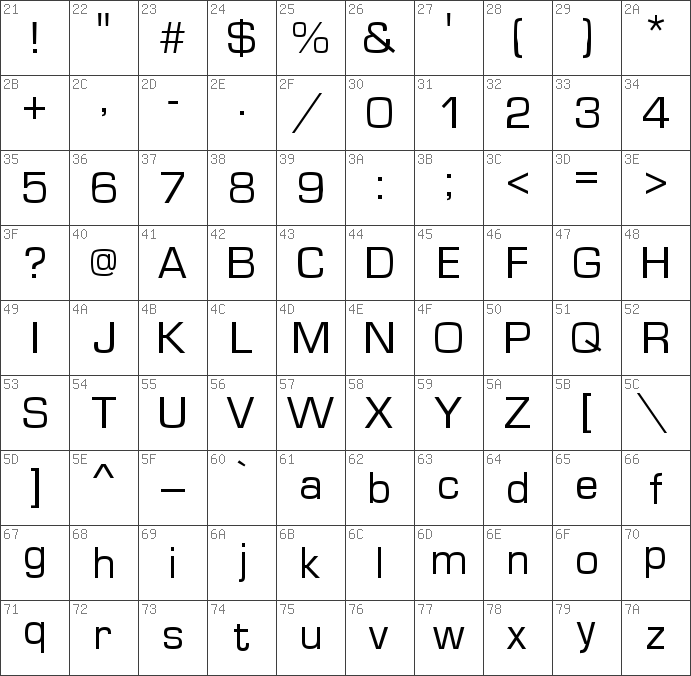 21 22 23 24 25 26 27 28 29 2A
! " # $ % & ' ( ) *
2B 2C 2D 2E 2F 30 31 32 33 34
+ , - . / 0 1 2 3 4
35 36 37 38 39 3A 3B 3C 3D 3E
5 6 7 8 9 : ; < = >
3F 40 41 42 43 44 45 46 47 48
? @ A B C D E F G H
49 4A 4B 4C 4D 4E 4F 50 51 52
I J K L M N O P Q R
53 54 55 56 57 58 59 5A 5B 5C
S T U V W X Y Z [ \
5D 5E 5F 60 61 62 63 64 65 66
] ^ _ ` a b c d e f
67 68 69 6A 6B 6C 6D 6E 6F 70
g h i j k l m n o p
71 72 73 74 75 76 77 78 79 7A
q r s t u v w x y z